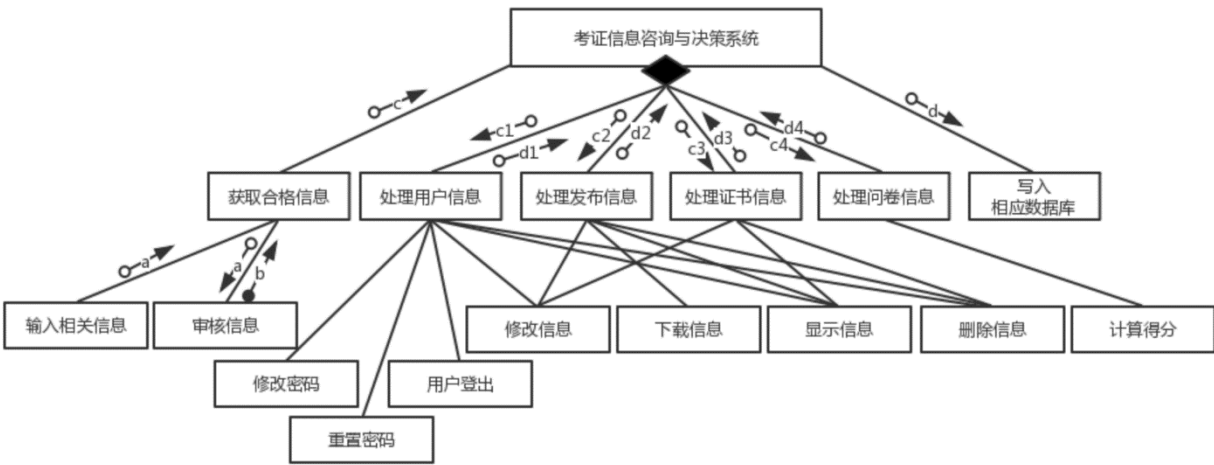 考证信息咨询与决策系统
c
c1
d1
c2
d2
c3
d3
d4
c4
d
获取合格信息
处理用户信息
处理发布信息
处理证书信息
处理问卷信息
写入
相应数据库
a
a
b
输入相关信息
审核信息
修改信息
下载信息
显示信息
删除信息
计算得分
修改密码
用户登出
重置密码